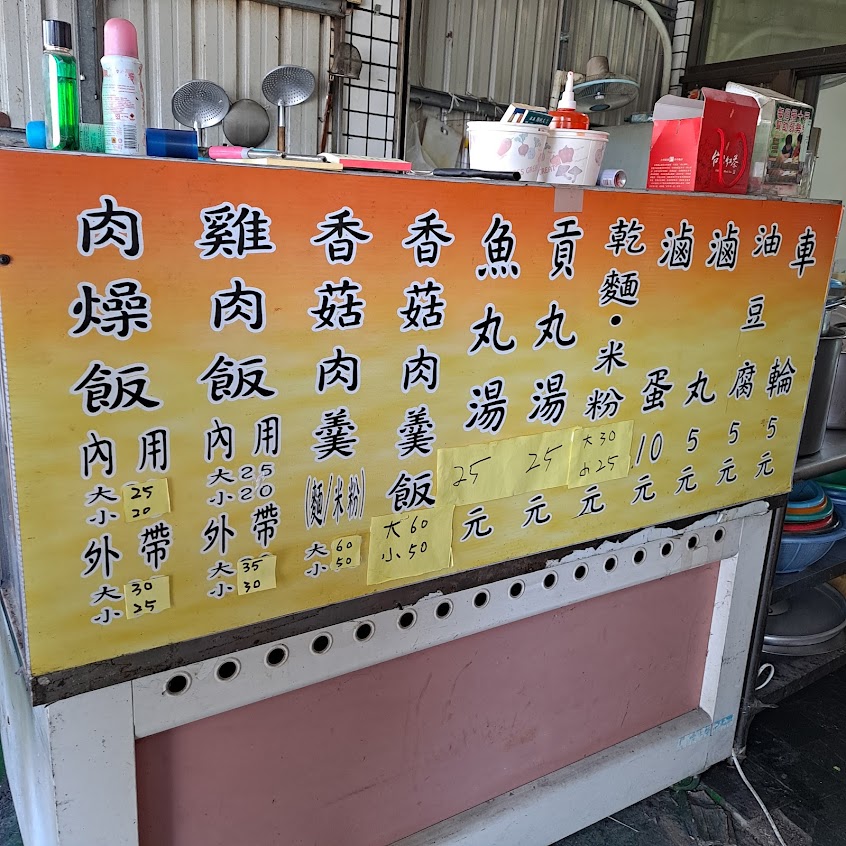 肉燥飯
內用
大 25
小 20
外帶
大 30
小 25
雞肉飯
內用
大 25
小 20
外帶
大 35
小 30
香菇肉羹
(麵/米粉)
大 60
小 50
香菇肉羹飯
大 60
小 50
魚丸湯
25
元
貢丸湯
25
元
乾麵・米粉
大 30
小 25
元
滷蛋
10
元
滷丸
5
元
油豆腐
5
元
車輪
5
元